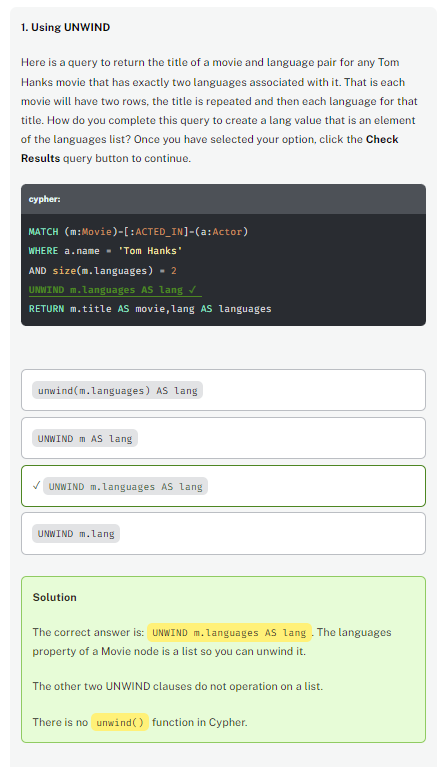 1. Using UNWIND
Here is a query to return the title of a movie and language pair for any Tom
Hanks movie that has exactly two languages associated with it. That is each
movie will have two rows, the title is repeated and then each language for that
title. How do you complete this query to create a lang value that is an element
of the languages list? Once you have selected your option, click the Check
Results query button to continue.
cypher:
MATCH (m:Movie)-[:ACTED_IN]-(a:Actor)
WHERE a.name = 'Tom Hanks'
AND size(m.languages) = 2
UNWIND m.languages AS lang ✓
RETURN m.title AS movie,lang AS languages
unwind(m.languages) AS lang
UNWIND m AS lang
✓ UNWIND m.languages AS lang
UNWIND m.lang
Solution
The correct answer is: UNWIND m.languages AS lang . The languages
property of a Movie node is a list so you can unwind it.
The other two UNWIND clauses do not operation on a list.
There is no unwind() function in Cypher.